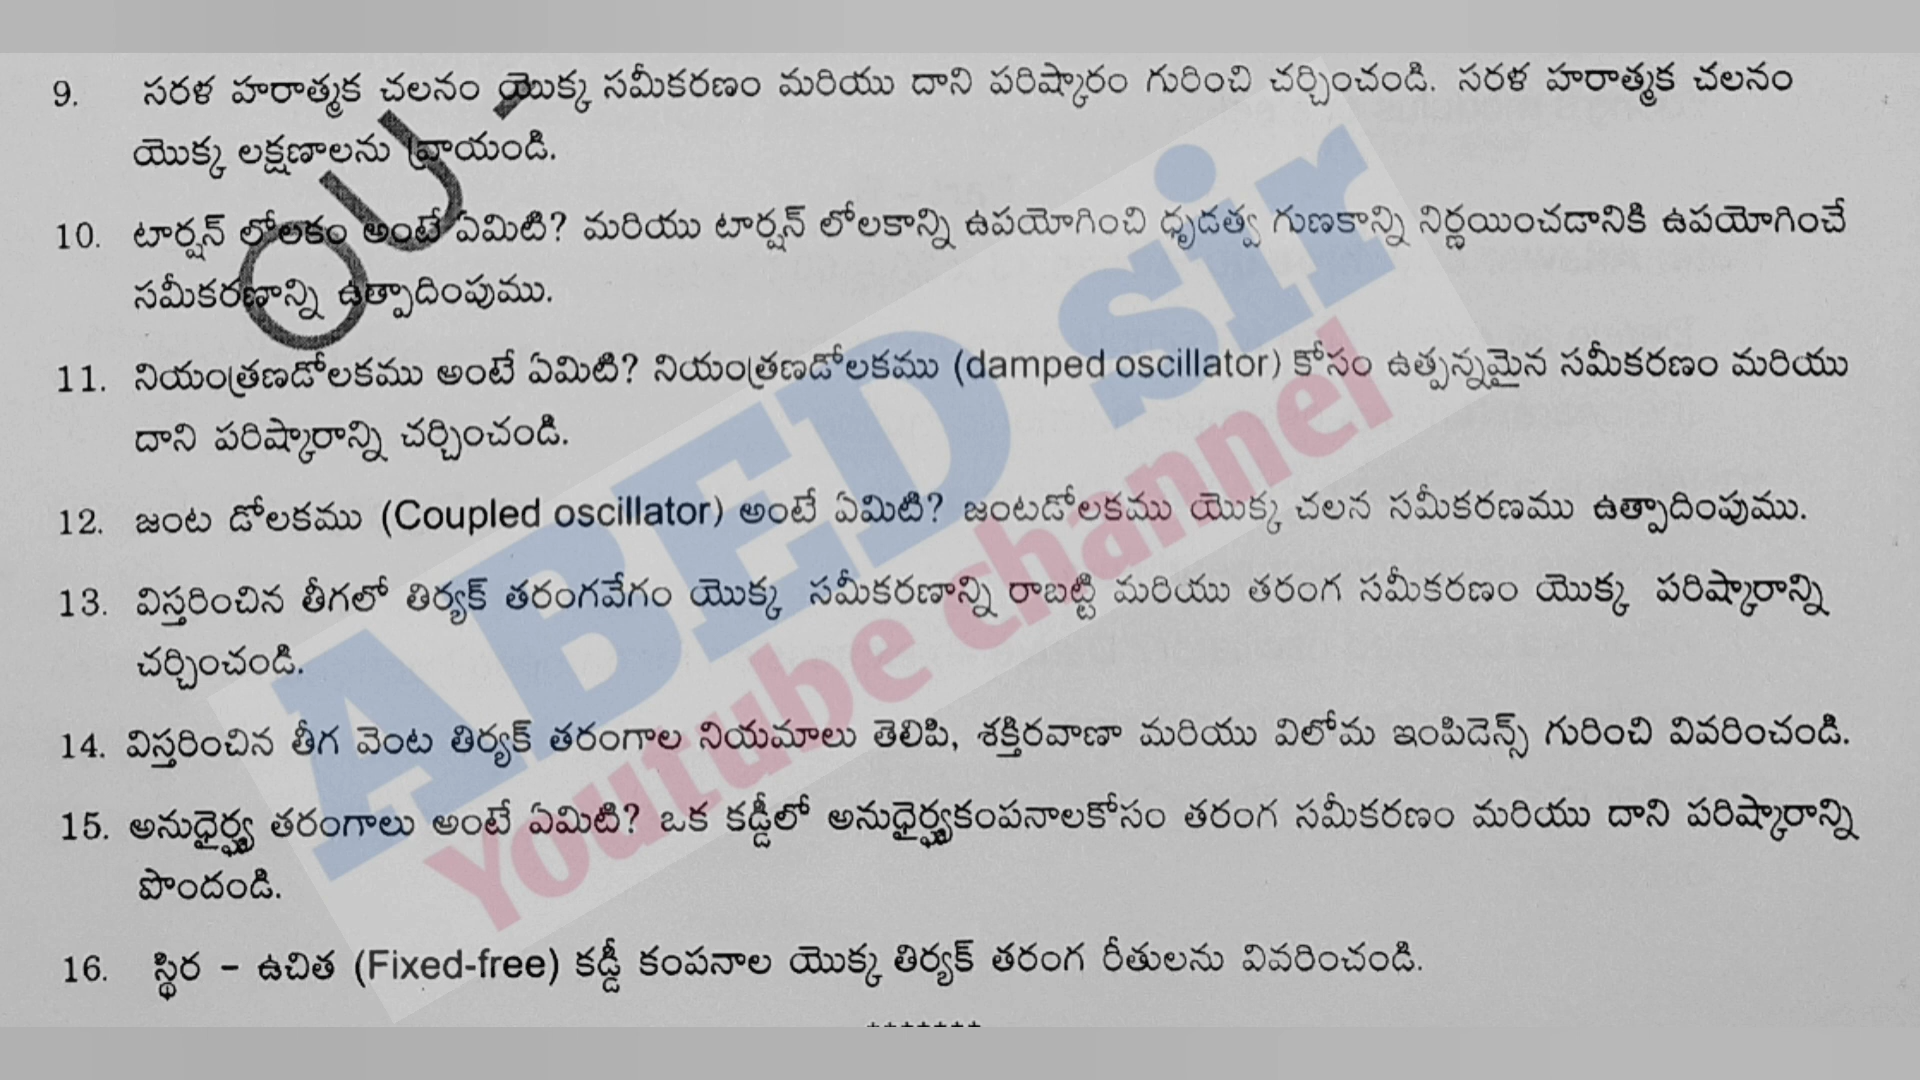 9. సరళ హరాత్మక చలనం యొక్క సమీకరణం మరియు దాని పరిష్కారం గురించి చర్చించండి. సరళ హరాత్మక చలనం
యొక్క లక్షణాలను వ్రాయండి.
10. టార్షన్ లోలకం అంటే ఏమిటి? మరియు టార్షన్ లోలకాన్ని ఉపయోగించి ధృడత్వ గుణకాన్ని నిర్ణయించడానికి ఉపయోగించే
సమీకరణాన్ని ఉత్పాదింపుము.
11. నియంత్రణడోలకము అంటే ఏమిటి? నియంత్రణడోలకము (damped oscillator) కోసం ఉత్పన్నమైన సమీకరణం మరియు
దాని పరిష్కారాన్ని చర్చించండి.
12. జంట డోలకము (Coupled oscillator) అంటే ఏమిటి? జంటడోలకము యొక్క చలన సమీకరణము ఉత్పాదింపుము.
13. విస్తరించిన తీగలో తిర్యక్ తరంగవేగం యొక్క సమీకరణాన్ని రాబట్టి మరియు తరంగ సమీకరణం యొక్క పరిష్కారాన్ని
చర్చించండి.
14. విస్తరించిన తీగ వెంట తిర్యక్ తరంగాల నియమాలు తెలిపి, శక్తిరవాణా మరియు విలోమ ఇంపిడెన్స్ గురించి వివరించండి.
15. అనుధైర్ఘ్య తరంగాలు అంటే ఏమిటి? ఒక కడ్డీలో అనుధైర్ఘ్యకంపనాలకోసం తరంగ సమీకరణం మరియు దాని పరిష్కారాన్ని
పొందండి.
16. స్థిర – ఉచిత (Fixed-free) కడ్డీ కంపనాల యొక్క తిర్యక్ తరంగ రీతులను వివరించండి.
*******
ABED sir
Youtube channel
OU-